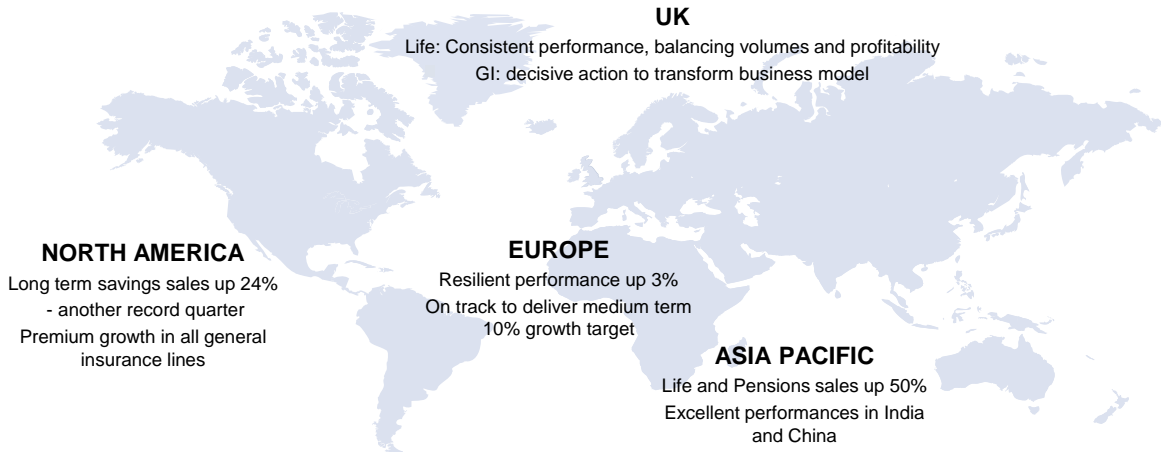 UK
Life: Consistent performance, balancing volumes and profitability
GI: decisive action to transform business model
NORTH AMERICA
Long term savings sales up 24%
- another record quarter
Premium growth in all general
insurance lines
EUROPE
Resilient performance up 3%
On track to deliver medium term
10% growth target
ASIA PACIFIC
Life and Pensions sales up 50%
Excellent performances in India
and China